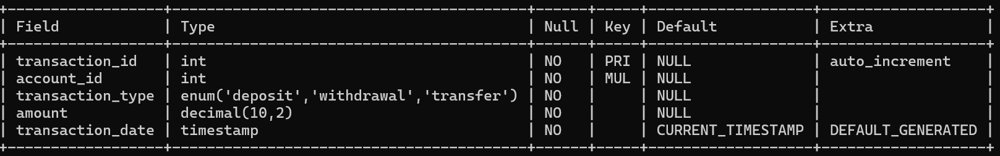 +-------------------+-----------------------------------------+------+-----+-------------------+-------------------+
| Field             | Type                                    | Null | Key | Default           | Extra             |
+-------------------+-----------------------------------------+------+-----+-------------------+-------------------+
| transaction_id    | int                                     | NO   | PRI | NULL              | auto_increment    |
| account_id        | int                                     | NO   | MUL | NULL              |                   |
| transaction_type  | enum('deposit','withdrawal','transfer') | NO   |     | NULL              |                   |
| amount            | decimal(10,2)                           | NO   |     | NULL              |                   |
| transaction_date  | timestamp                               | NO   |     | CURRENT_TIMESTAMP | DEFAULT_GENERATED |
+-------------------+-----------------------------------------+------+-----+-------------------+-------------------+